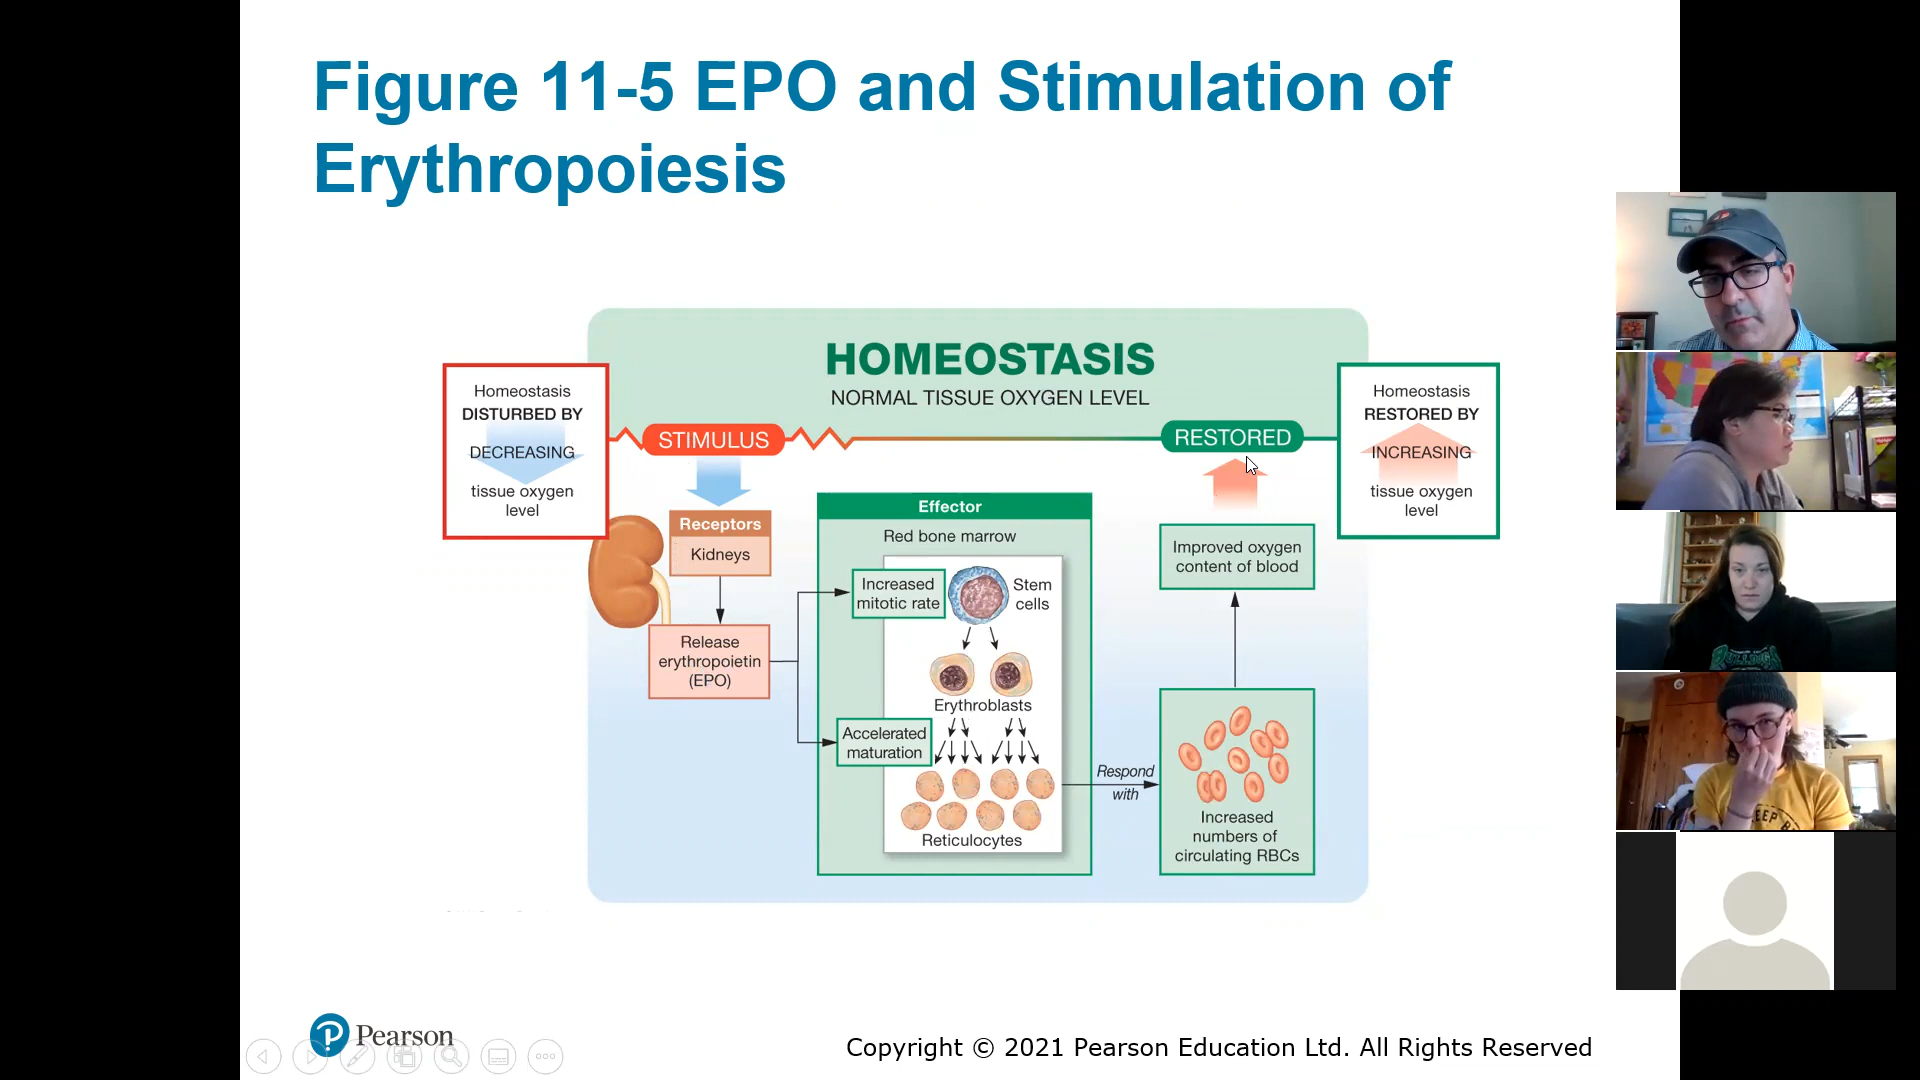 Figure 11-5 EPO and Stimulation of
Erythropoiesis
HOMEOSTASIS
NORMAL TISSUE OXYGEN LEVEL
Homeostasis
DISTURBED BY
DECREASING
tissue oxygen
level
STIMULUS
RESTORED
Homeostasis
RESTORED BY
INCREASING
tissue oxygen
level
Receptors
Kidneys
Release
erythropoietin
(EPO)
Effector
Red bone marrow
Increased
mitotic rate
Stem
cells
Erythroblasts
Accelerated
maturation
Reticulocytes
Respond
with
Improved oxygen
content of blood
Increased
numbers of
circulating RBCs
BULLDOGS
Pearson
Copyright © 2021 Pearson Education Ltd. All Rights Reserved